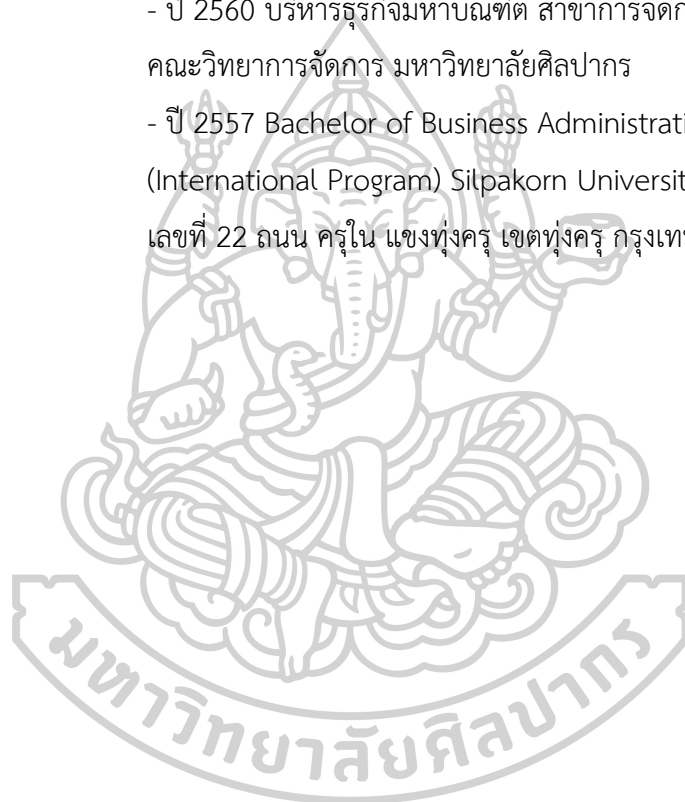 - ปี 2560 บริหารธุรกิจมหาบัณฑิต สาขาการจัดก
คณะวิทยาการจัดการ มหาวิทยาลัยศิลปากร
- ปี 2557 Bachelor of Business Administrati
(International Program) Silpakorn Universit
เลขที่ 22 ถนน ครุใน แขงทุ่งครุ เขตทุ่งครุ กรุงเท
มหาวิทยาลัยศิลปากร